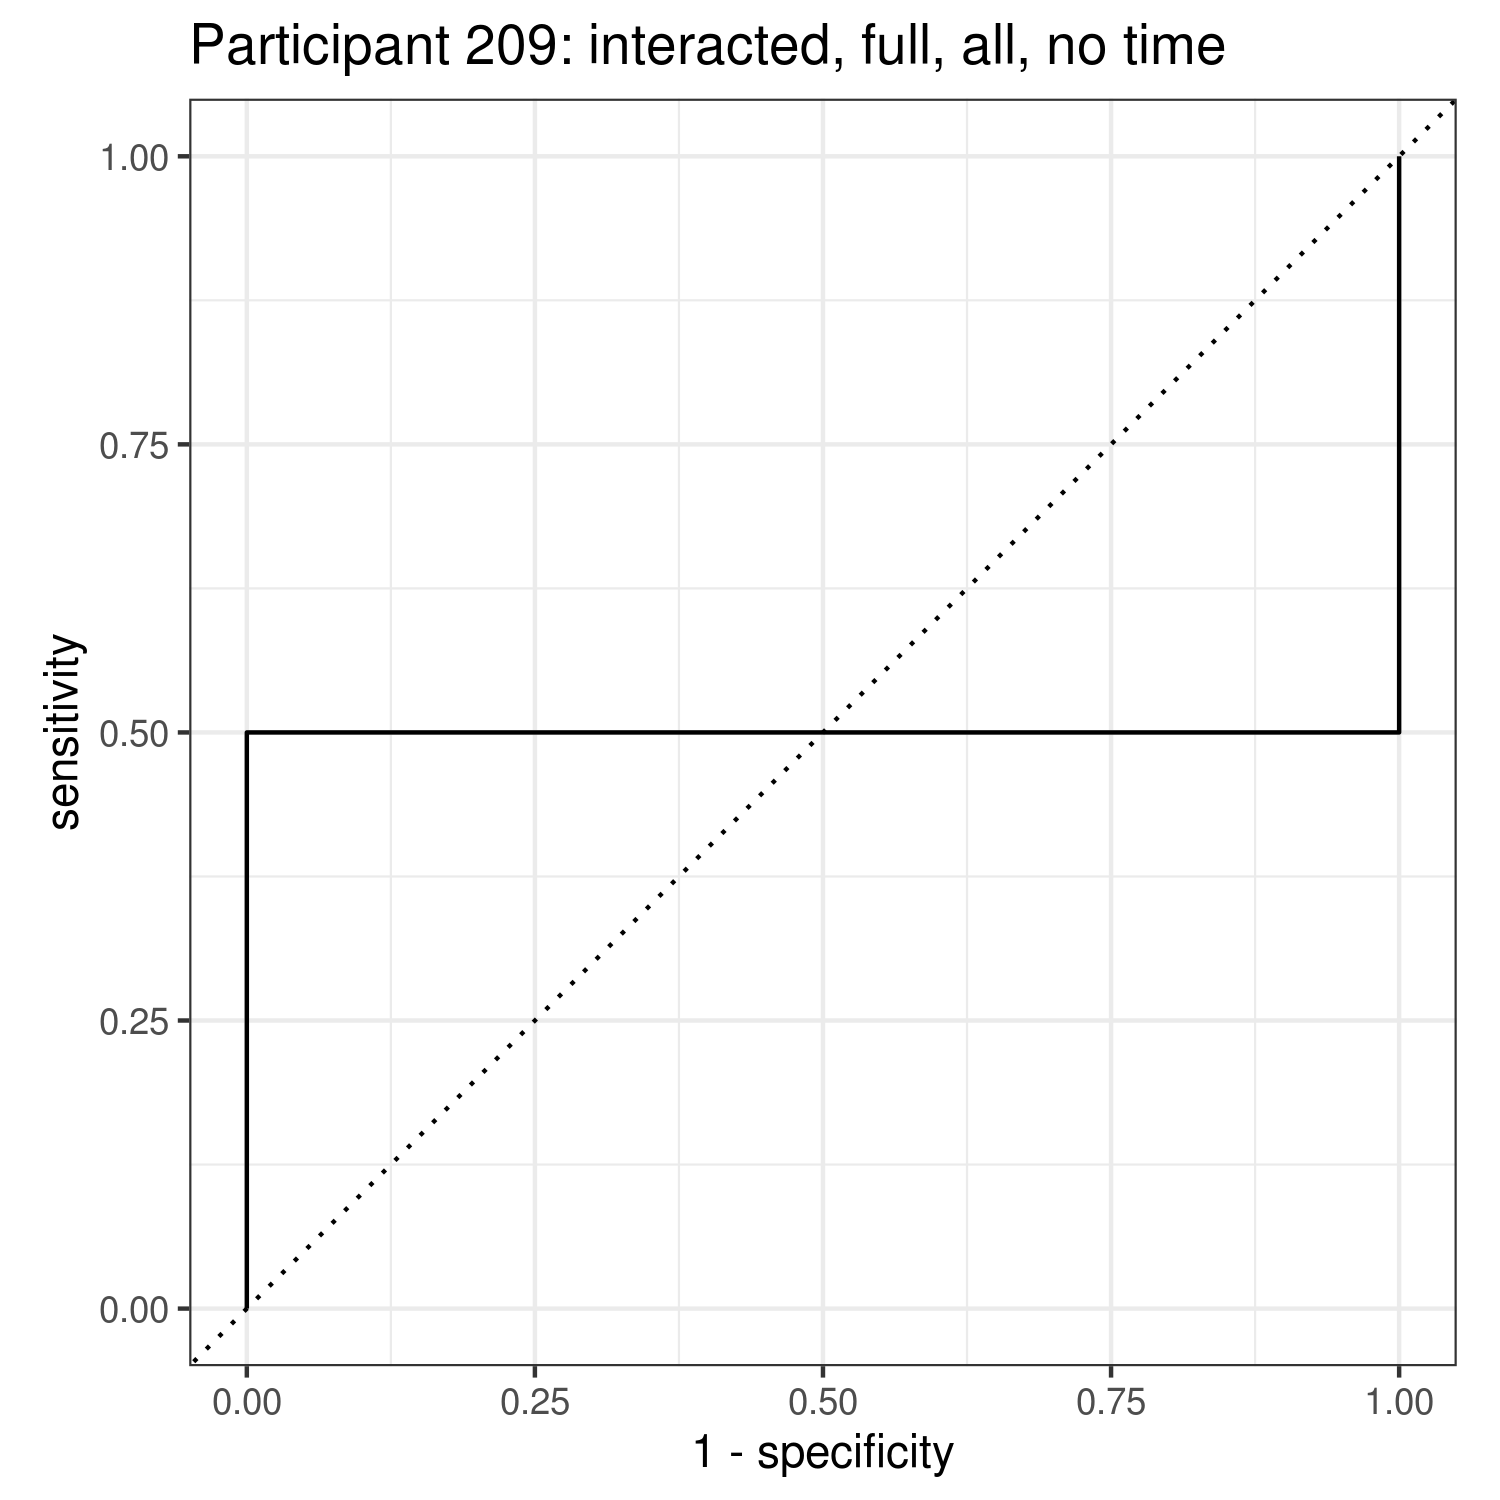 Participant 209: interacted, full, all, no time
1.00
0.75
0.50
0.25
0.00
sensitivity
0.00 0.25 0.50 0.75 1.00
1 - specificity